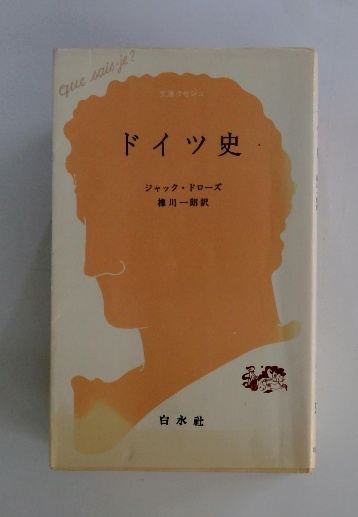 que sais-je?
文庫クセジュ
ドイツ史
ジャック・ドローズ
橡川一朗訳
白水社